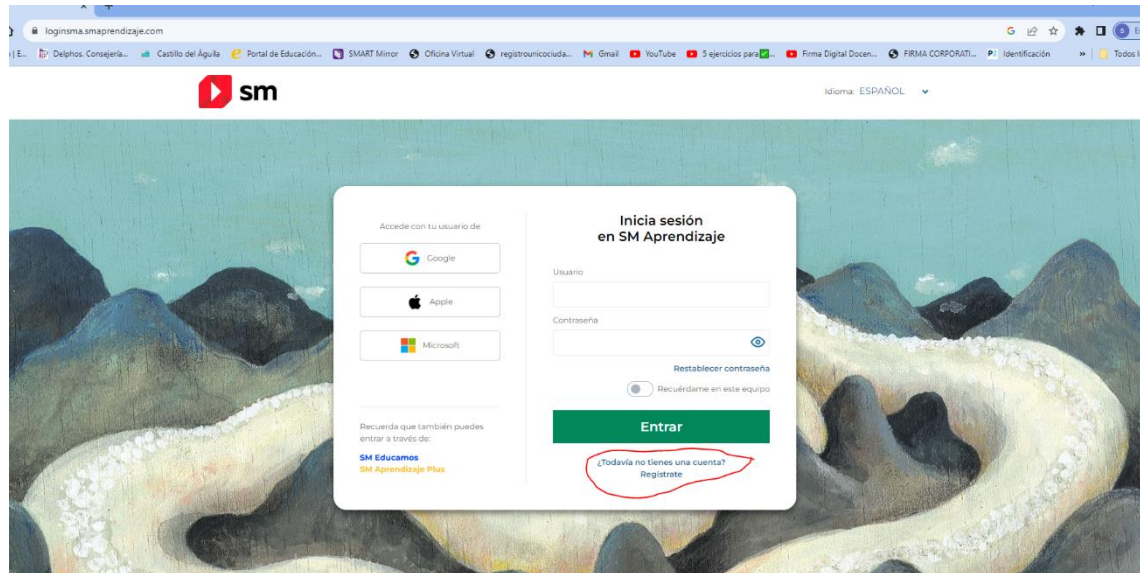 loginsma.smaprendizaje.com
Delphos. Consejería...
Castillo del Águila
Portal de Educación...
SMART Mirror
Oficina Virtual
registrounicociuda...
Gmail
YouTube
5 ejercicios para✅...
Firma Digital Docen...
FIRMA CORPORATI...
Identificación
»
sm
Idioma: ESPAÑOL
Accede con tu usuario de
Google
Apple
Microsoft
Recuerda que también puedes
entrar a través de:
SM Educamos
SM Aprendizaje Plus
Inicia sesión
en SM Aprendizaje
Usuario
Contraseña
Restablecer contraseña
Recuérdame en este equipo
Entrar
¿Todavía no tienes una cuenta?
Regístrate